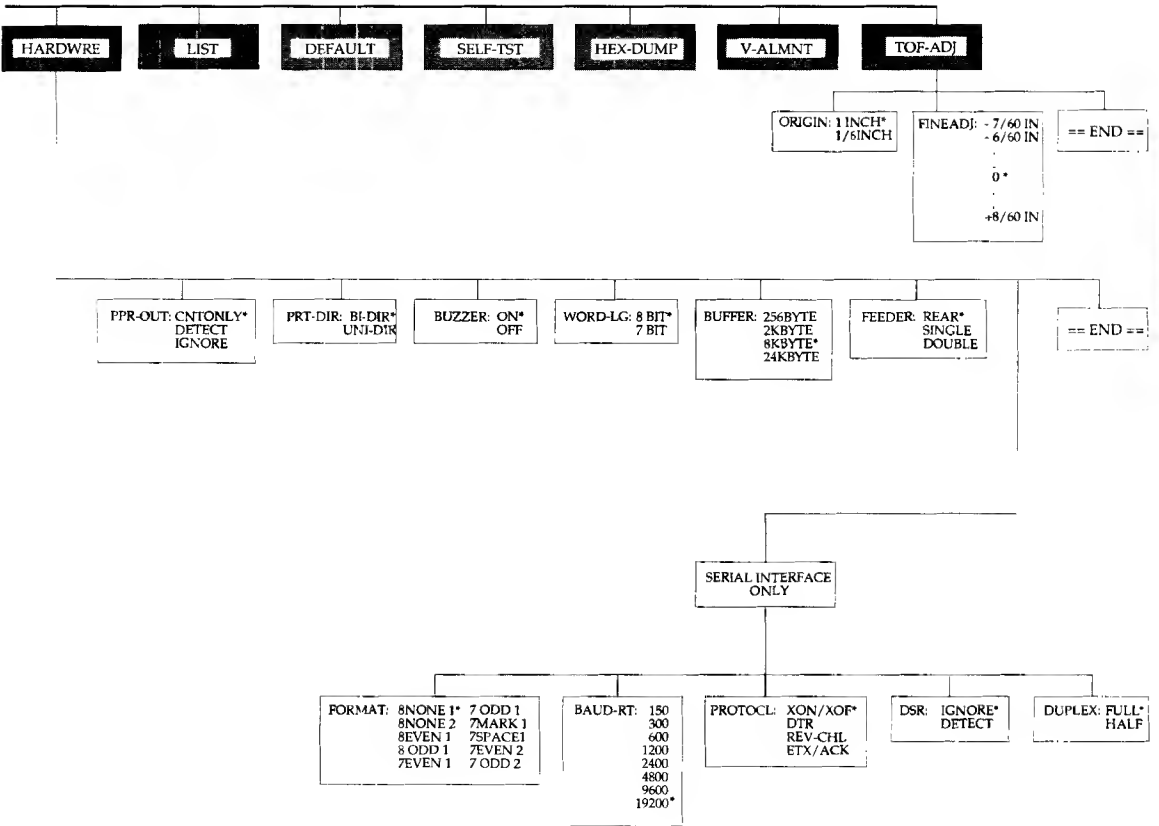 HARDWRE LIST DEFAULT SELF-TST HEX-DUMP V-ALMNT TOF-ADJ
ORIGIN: 1 INCH*
1/6INCH
FINEADJ: - 7/60 IN
- 6/60 IN
.
.
0 *
.
.
+8/60 IN
== END ==
PPR-OUT: CNTONLY*
DETECT
IGNORE
PRT-DIR: BI-DIR*
UNI-DIR
BUZZER: ON*
OFF
WORD-LG: 8 BIT*
7 BIT
BUFFER: 256BYTE
2KBYTE
8KBYTE*
24KBYTE
FEEDER: REAR*
SINGLE
DOUBLE
== END ==
SERIAL INTERFACE
ONLY
FORMAT: 8NONE 1* 7 ODD 1
8NONE 2 7MARK 1
8EVEN 1 7SPACE1
8 ODD 1 7EVEN 2
7EVEN 1 7 ODD 2
BAUD-RT: 150
300
600
1200
2400
4800
9600
19200*
PROTOCL: XON/XOF*
DTR
REV-CHL
ETX/ACK
DSR: IGNORE*
DETECT
DUPLEX: FULL*
HALF